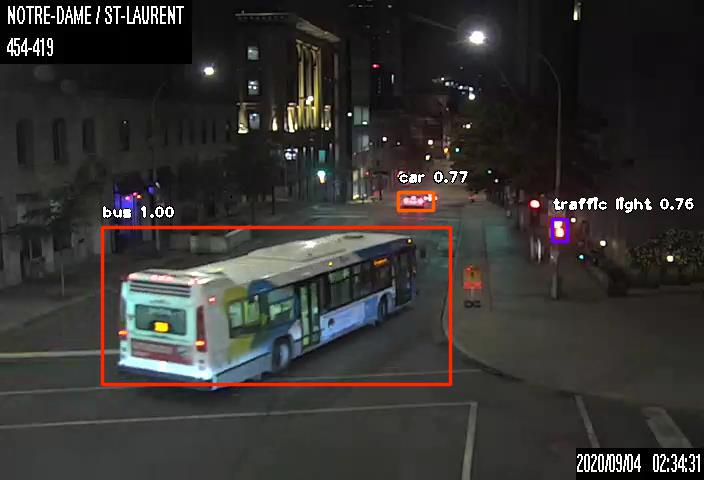 NOTRE-DAME / ST-LAURENT
454-419
car 0.77
traffic light 0.76
bus 1.00
2020/09/04 02:34:31